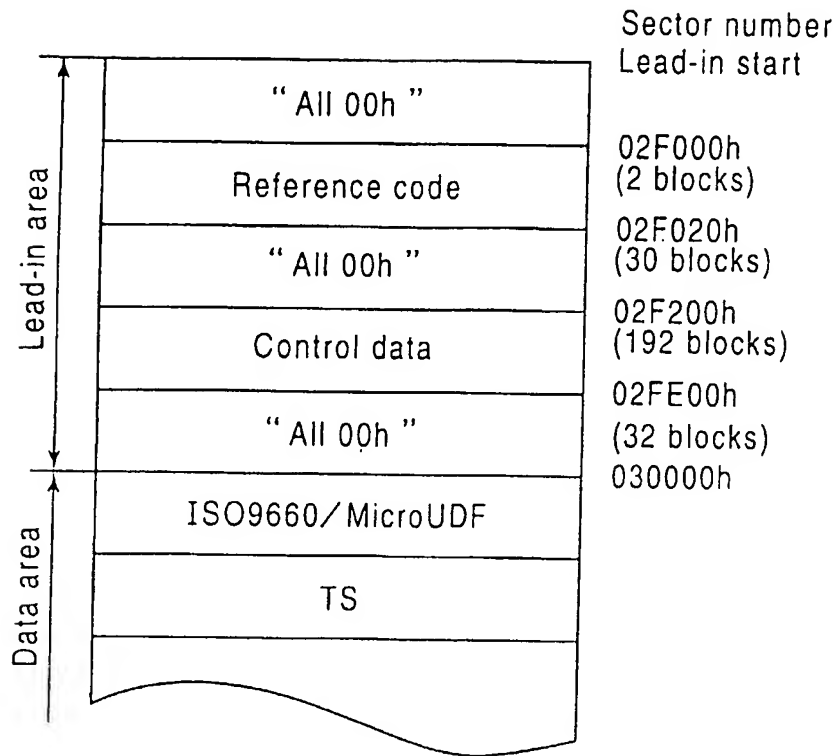 Sector number
Lead-in start
“ All 00h ”
02F000h
(2 blocks)
Reference code
02F020h
(30 blocks)
“ All 00h ”
02F200h
(192 blocks)
Control data
02FE00h
(32 blocks)
“ All 00h ”
030000h
ISO9660/MicroUDF
TS
Lead-in area
Data area